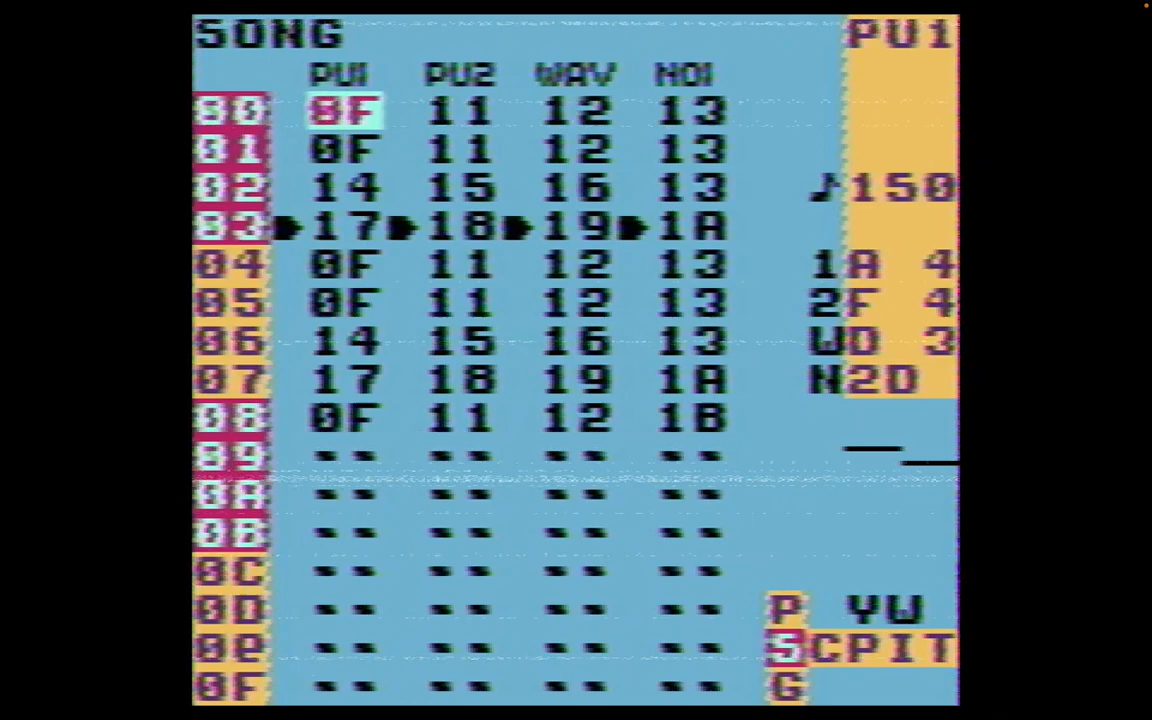 SONG PU1
PU1 PU2 WAV NOI
00 0F 11 12 13
01 0F 11 12 13
02 14 15 16 13 ♪150
03 17 18 19 1A
04 0F 11 12 13 1A 4
05 0F 11 12 13 2F 4
06 14 15 16 13 WD 3
07 17 18 19 1A N2D
08 0F 11 12 1B
09 -- -- -- --
0A -- -- -- --
0B -- -- -- --
0C -- -- -- --
0D -- -- -- -- P YW
0E -- -- -- -- SCPIT
0F -- -- -- -- G